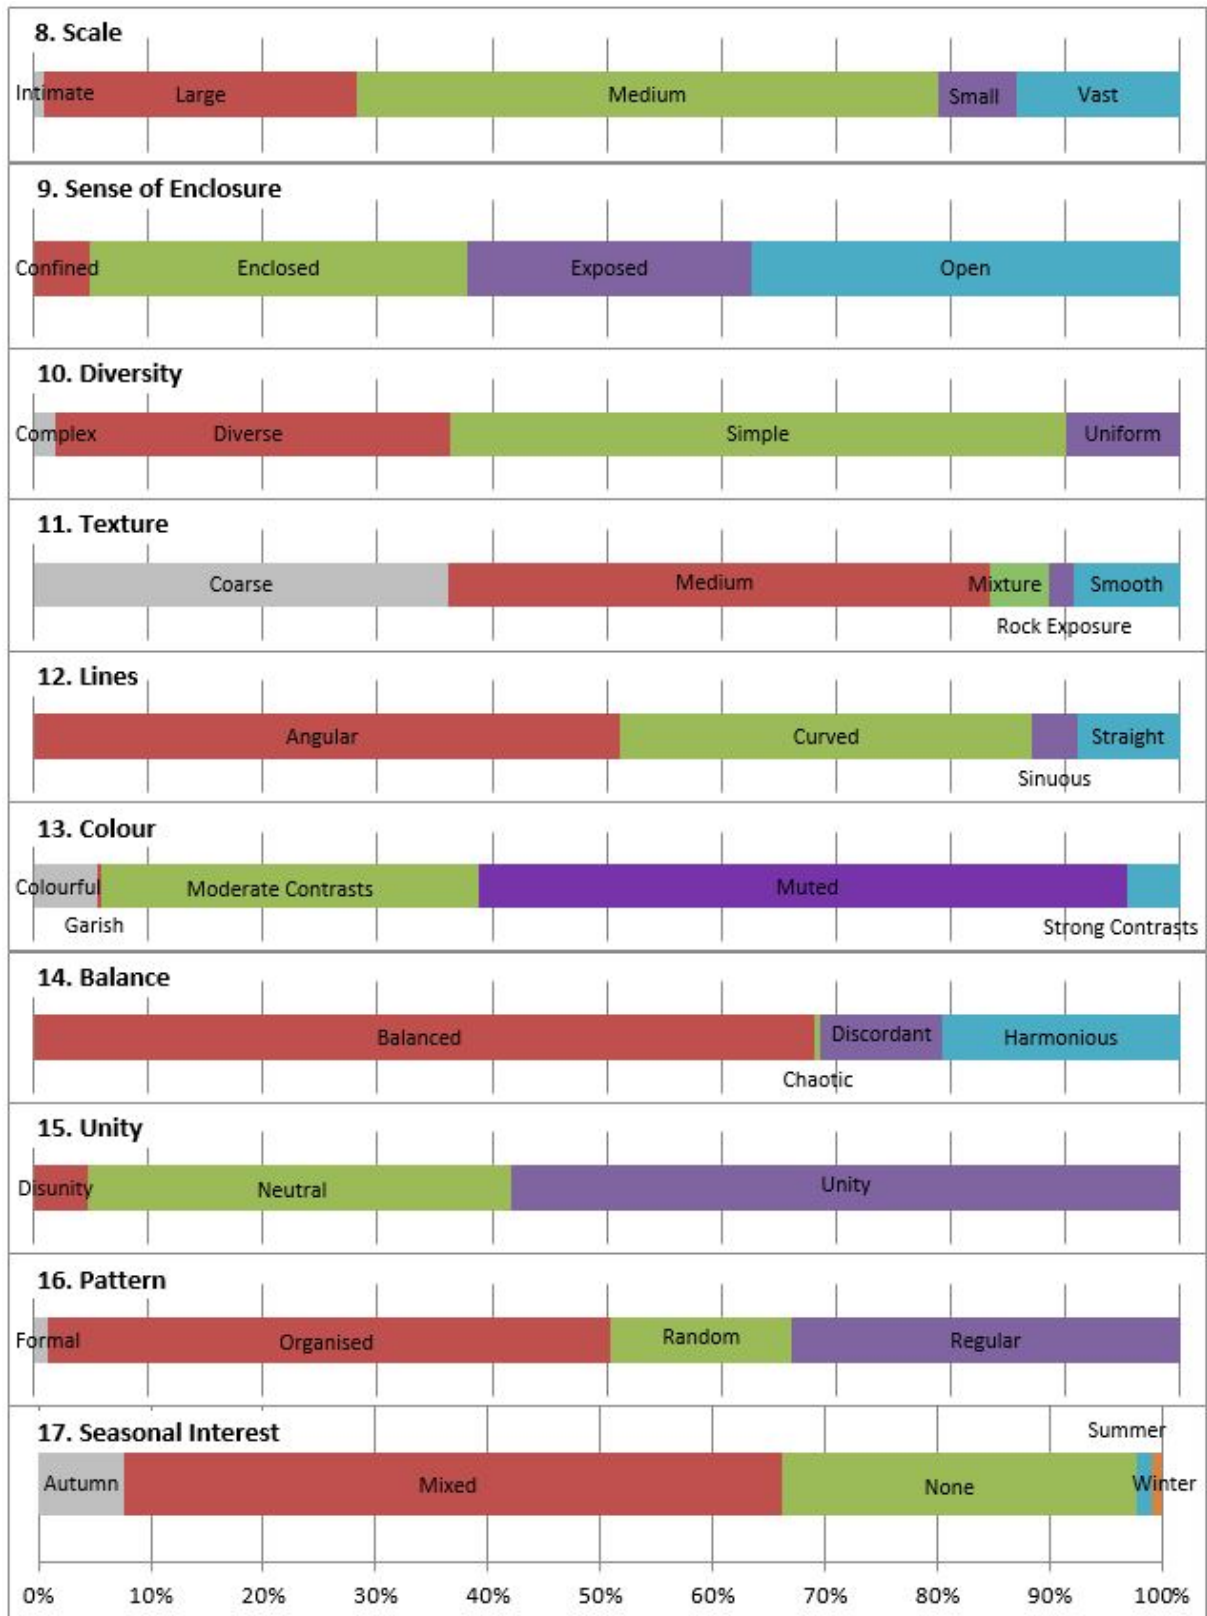 8. Scale
Intimate Large Medium Small Vast
9. Sense of Enclosure
Confined Enclosed Exposed Open
10. Diversity
Complex Diverse Simple Uniform
11. Texture
Coarse Medium Mixture Smooth
Rock Exposure
12. Lines
Angular Curved Straight
Sinuous
13. Colour
Colourful Moderate Contrasts Muted
Garish Strong Contrasts
14. Balance
Balanced Discordant Harmonious
Chaotic
15. Unity
Disunity Neutral Unity
16. Pattern
Formal Organised Random Regular
17. Seasonal Interest Summer
Autumn Mixed None Winter
0% 10% 20% 30% 40% 50% 60% 70% 80% 90% 100%